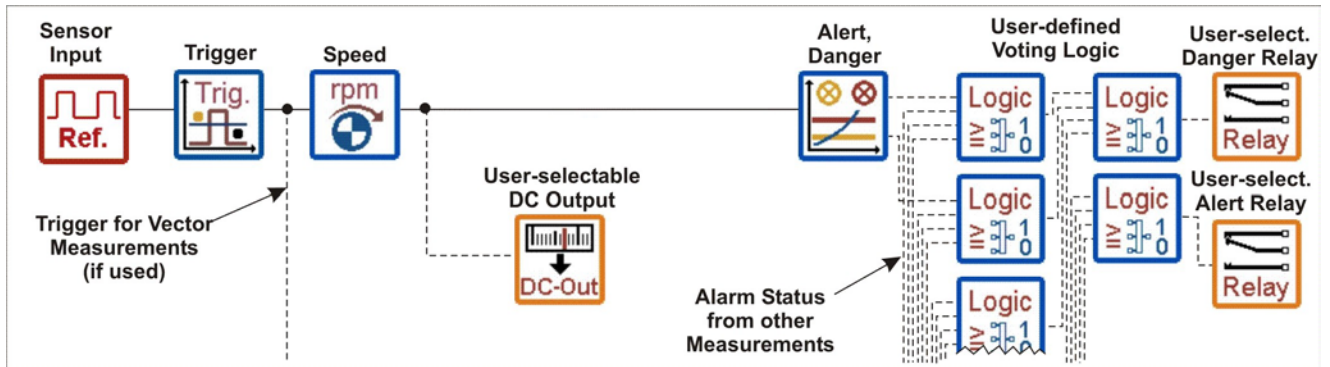 Sensor
Input
Ref.
Trigger
Trig.
Speed
rpm
Trigger for Vector
Measurements
(if used)
User-selectable
DC Output
DC-Out
Alert,
Danger
Alarm Status
from other
Measurements
User-defined
Voting Logic
Logic
≥ 1
0
Logic
≥ 1
0
Logic
≥ 1
0
Logic
≥ 1
0
Logic
≥ 1
0
User-select.
Danger Relay
Relay
User-select.
Alert Relay
Relay